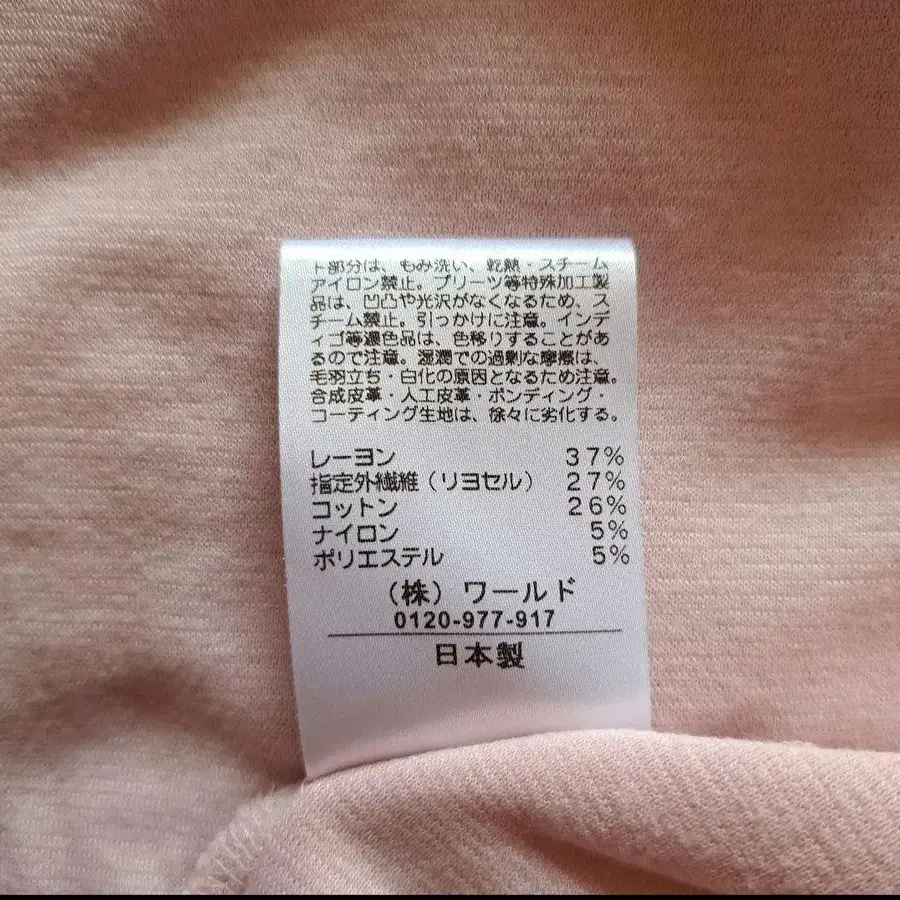 ト部分は、もみ洗い、乾熱・スチーム
アイロン禁止。プリーツ等特殊加工製
品は、凹凸や光沢がなくなるため、ス
チーム禁止。引っかけに注意。インデ
ィゴ等濃色品は、色移りすることがあ
るので注意。湿潤での過剰な摩擦は、
毛羽立ち・白化の原因となるため注意。
合成皮革・人工皮革・ボンディング・
コーティング生地は、徐々に劣化する。
レーヨン 37%
指定外繊維(リヨセル) 27%
コットン 26%
ナイロン 5%
ポリエステル 5%
(株)ワールド
0120-977-917
日本製